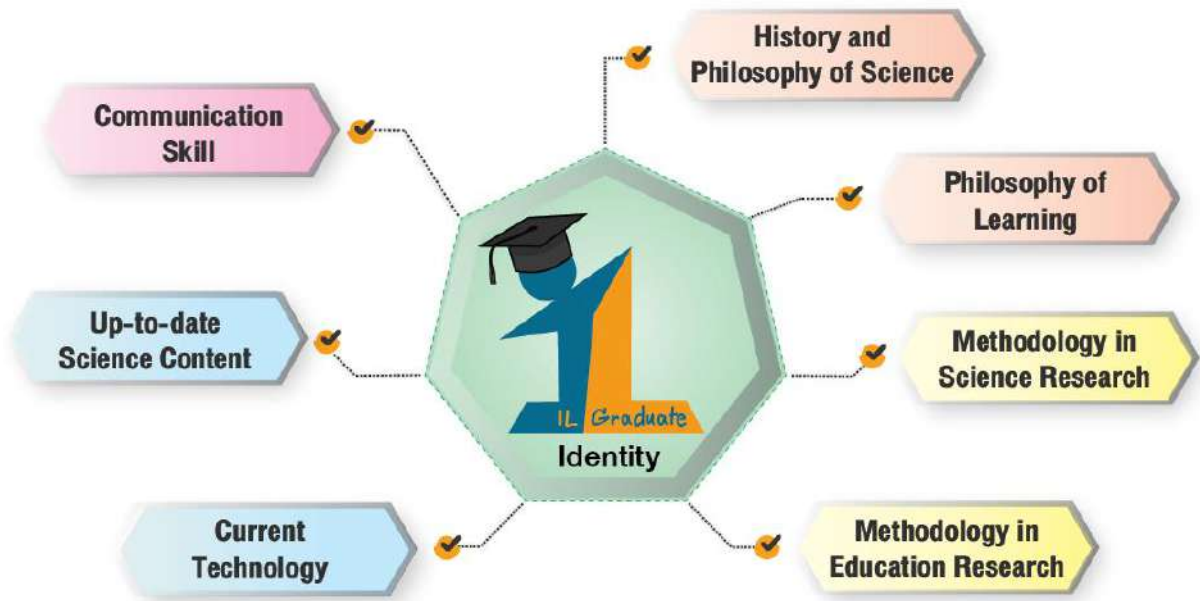 History and
Philosophy of Science
Communication
Skill
Philosophy of
Learning
Up-to-date
Science Content
Methodology in
Science Research
IL Graduate
Identity
Current
Technology
Methodology in
Education Research